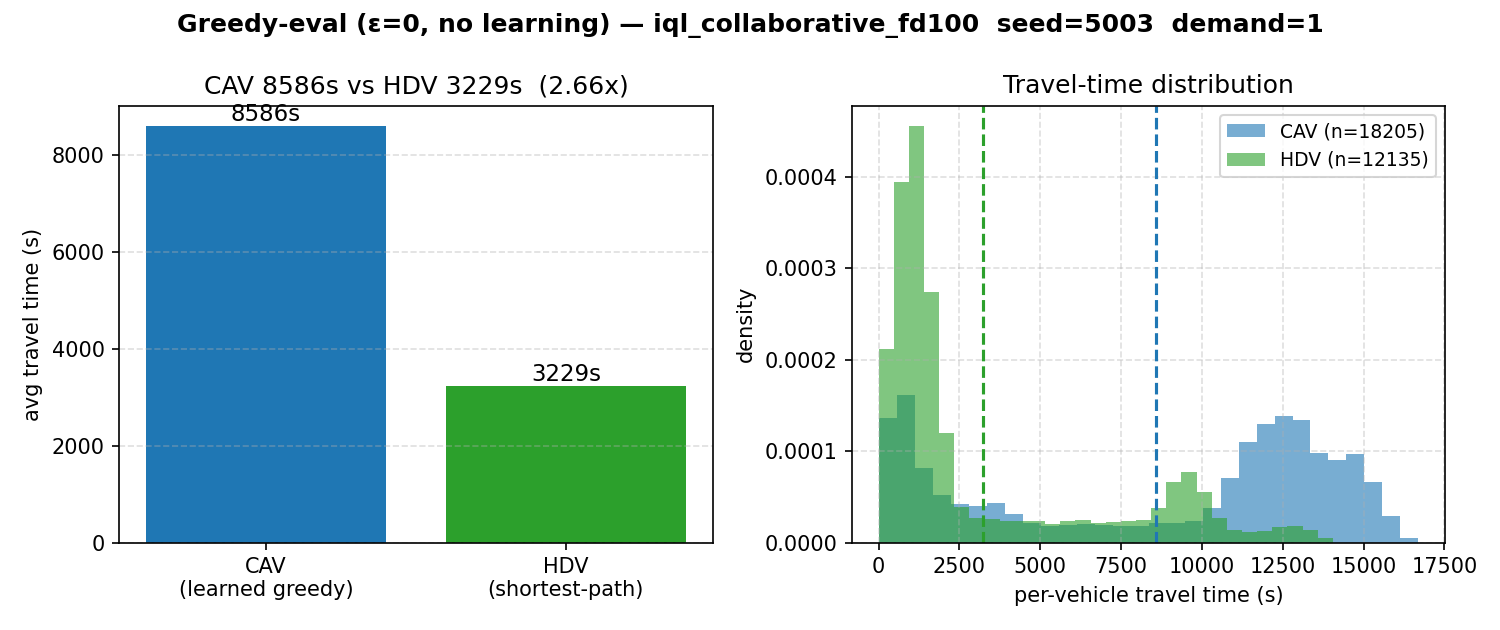 Greedy-eval (ε=0, no learning) — iql_collaborative_fd100  seed=5003  demand=1
CAV 8586s vs HDV 3229s  (2.66x)
8586s
3229s
avg travel time (s)
8000
6000
4000
2000
0
CAV
(learned greedy)
HDV
(shortest-path)
Travel-time distribution
CAV (n=18205)
HDV (n=12135)
density
0.0004
0.0003
0.0002
0.0001
0.0000
0 2500 5000 7500 10000 12500 15000 17500
per-vehicle travel time (s)